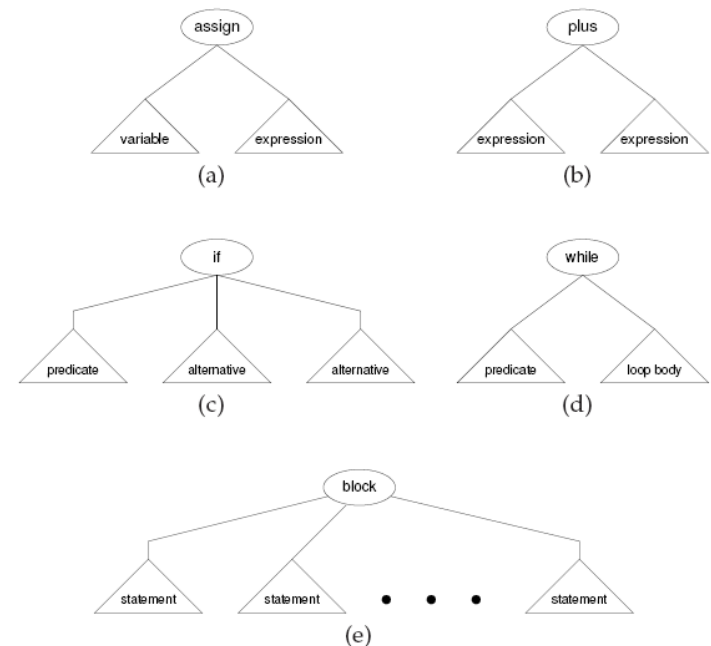 assign
plus
variable
expression
expression
expression
(a)
(b)
if
while
predicate
alternative
alternative
predicate
loop body
(c)
(d)
block
statement
statement
statement
(e)